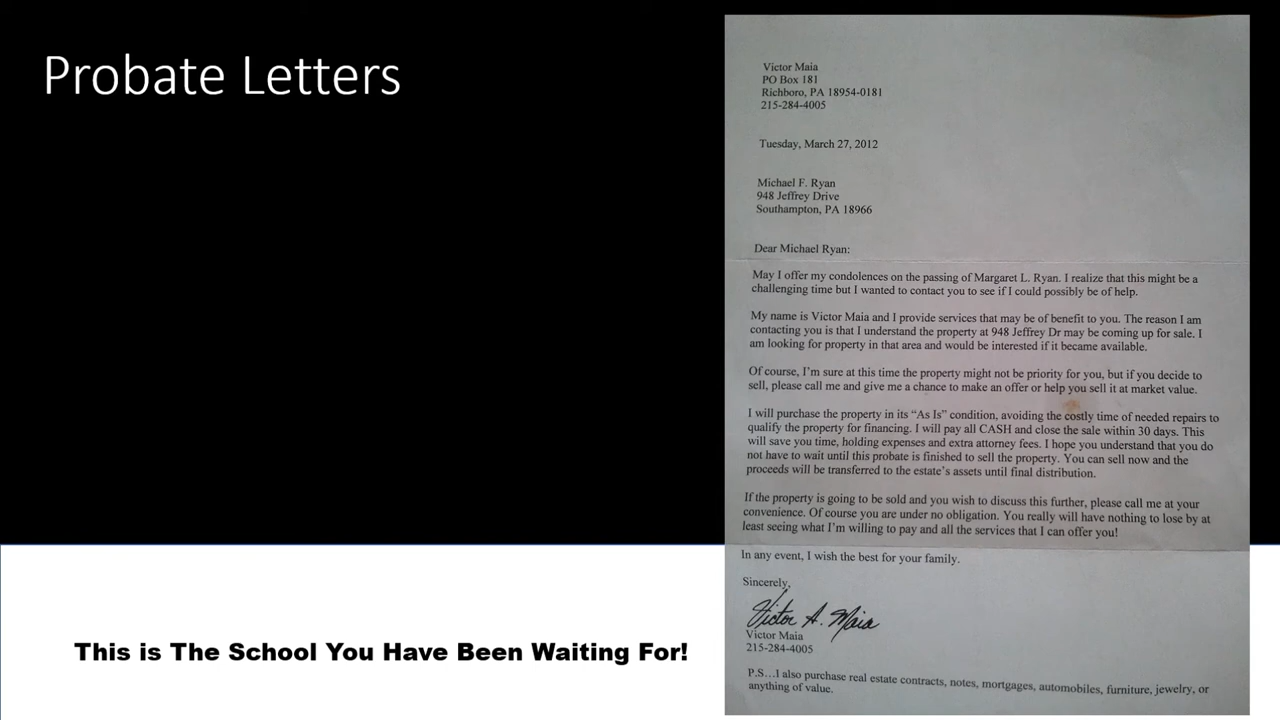 Probate Letters
Victor Maia
PO Box 181
Richboro, PA 18954-0181
215-284-4005
Tuesday, March 27, 2012
Michael F. Ryan
948 Jeffrey Drive
Southampton, PA 18966
Dear Michael Ryan:
May I offer my condolences on the passing of Margaret L. Ryan. I realize that this might be a
challenging time but I wanted to contact you to see if I could possibly be of help.
My name is Victor Maia and I provide services that may be of benefit to you. The reason I am
contacting you is that I understand the property at 948 Jeffrey Dr may be coming up for sale. I
am looking for property in that area and would be interested if it became available.
Of course, I'm sure at this time the property might not be priority for you, but if you decide to
sell, please call me and give me a chance to make an offer or help you sell it at market value.
I will purchase the property in its “As Is” condition, avoiding the costly time of needed repairs to
qualify the property for financing. I will pay all CASH and close the sale within 30 days. This
will save you time, holding expenses and extra attorney fees. I hope you understand that you do
not have to wait until this probate is finished to sell the property. You can sell now and the
proceeds will be transferred to the estate's assets until final distribution.
If the property is going to be sold and you wish to discuss this further, please call me at your
convenience. Of course you are under no obligation. You really will have nothing to lose by at
least seeing what I'm willing to pay and all the services that I can offer you!
In any event, I wish the best for your family.
Sincerely,
Victor A. Maia
Victor Maia
215-284-4005
P.S...I also purchase real estate contracts, notes, mortgages, automobiles, furniture, jewelry, or
anything of value.
This is The School You Have Been Waiting For!